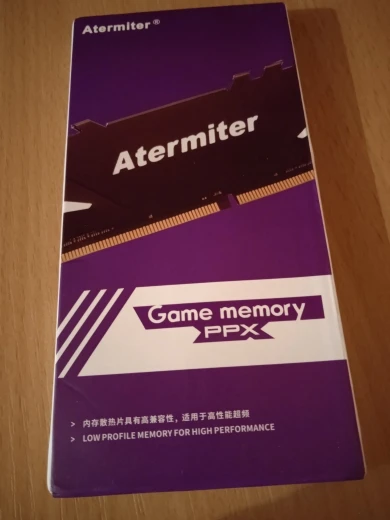 Atermiter®
Atermiter
Game memory
PPX
> 内存散热片具有高兼容性，适用于高性能超频
> LOW PROFILE MEMORY FOR HIGH PERFORMANCE